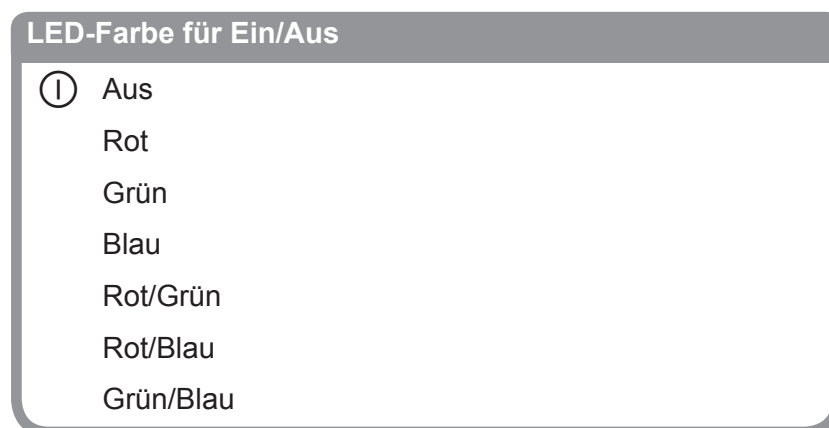 LED-Farbe für Ein/Aus
Aus
Rot
Grün
Blau
Rot/Grün
Rot/Blau
Grün/Blau